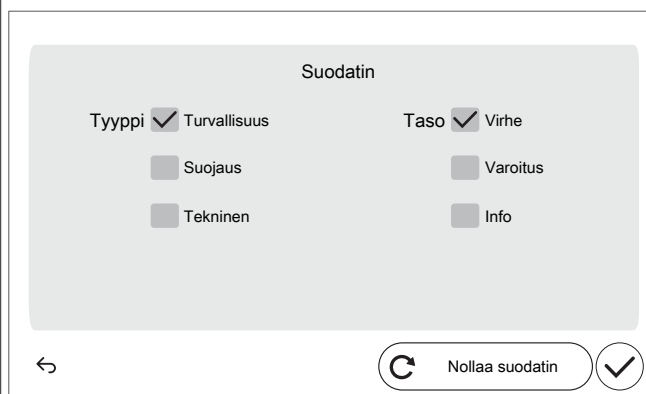 Suodatin
Tyyppi Turvallisuus Taso Virhe
Suojaus Varoitus
Tekninen Info
Nollaa suodatin